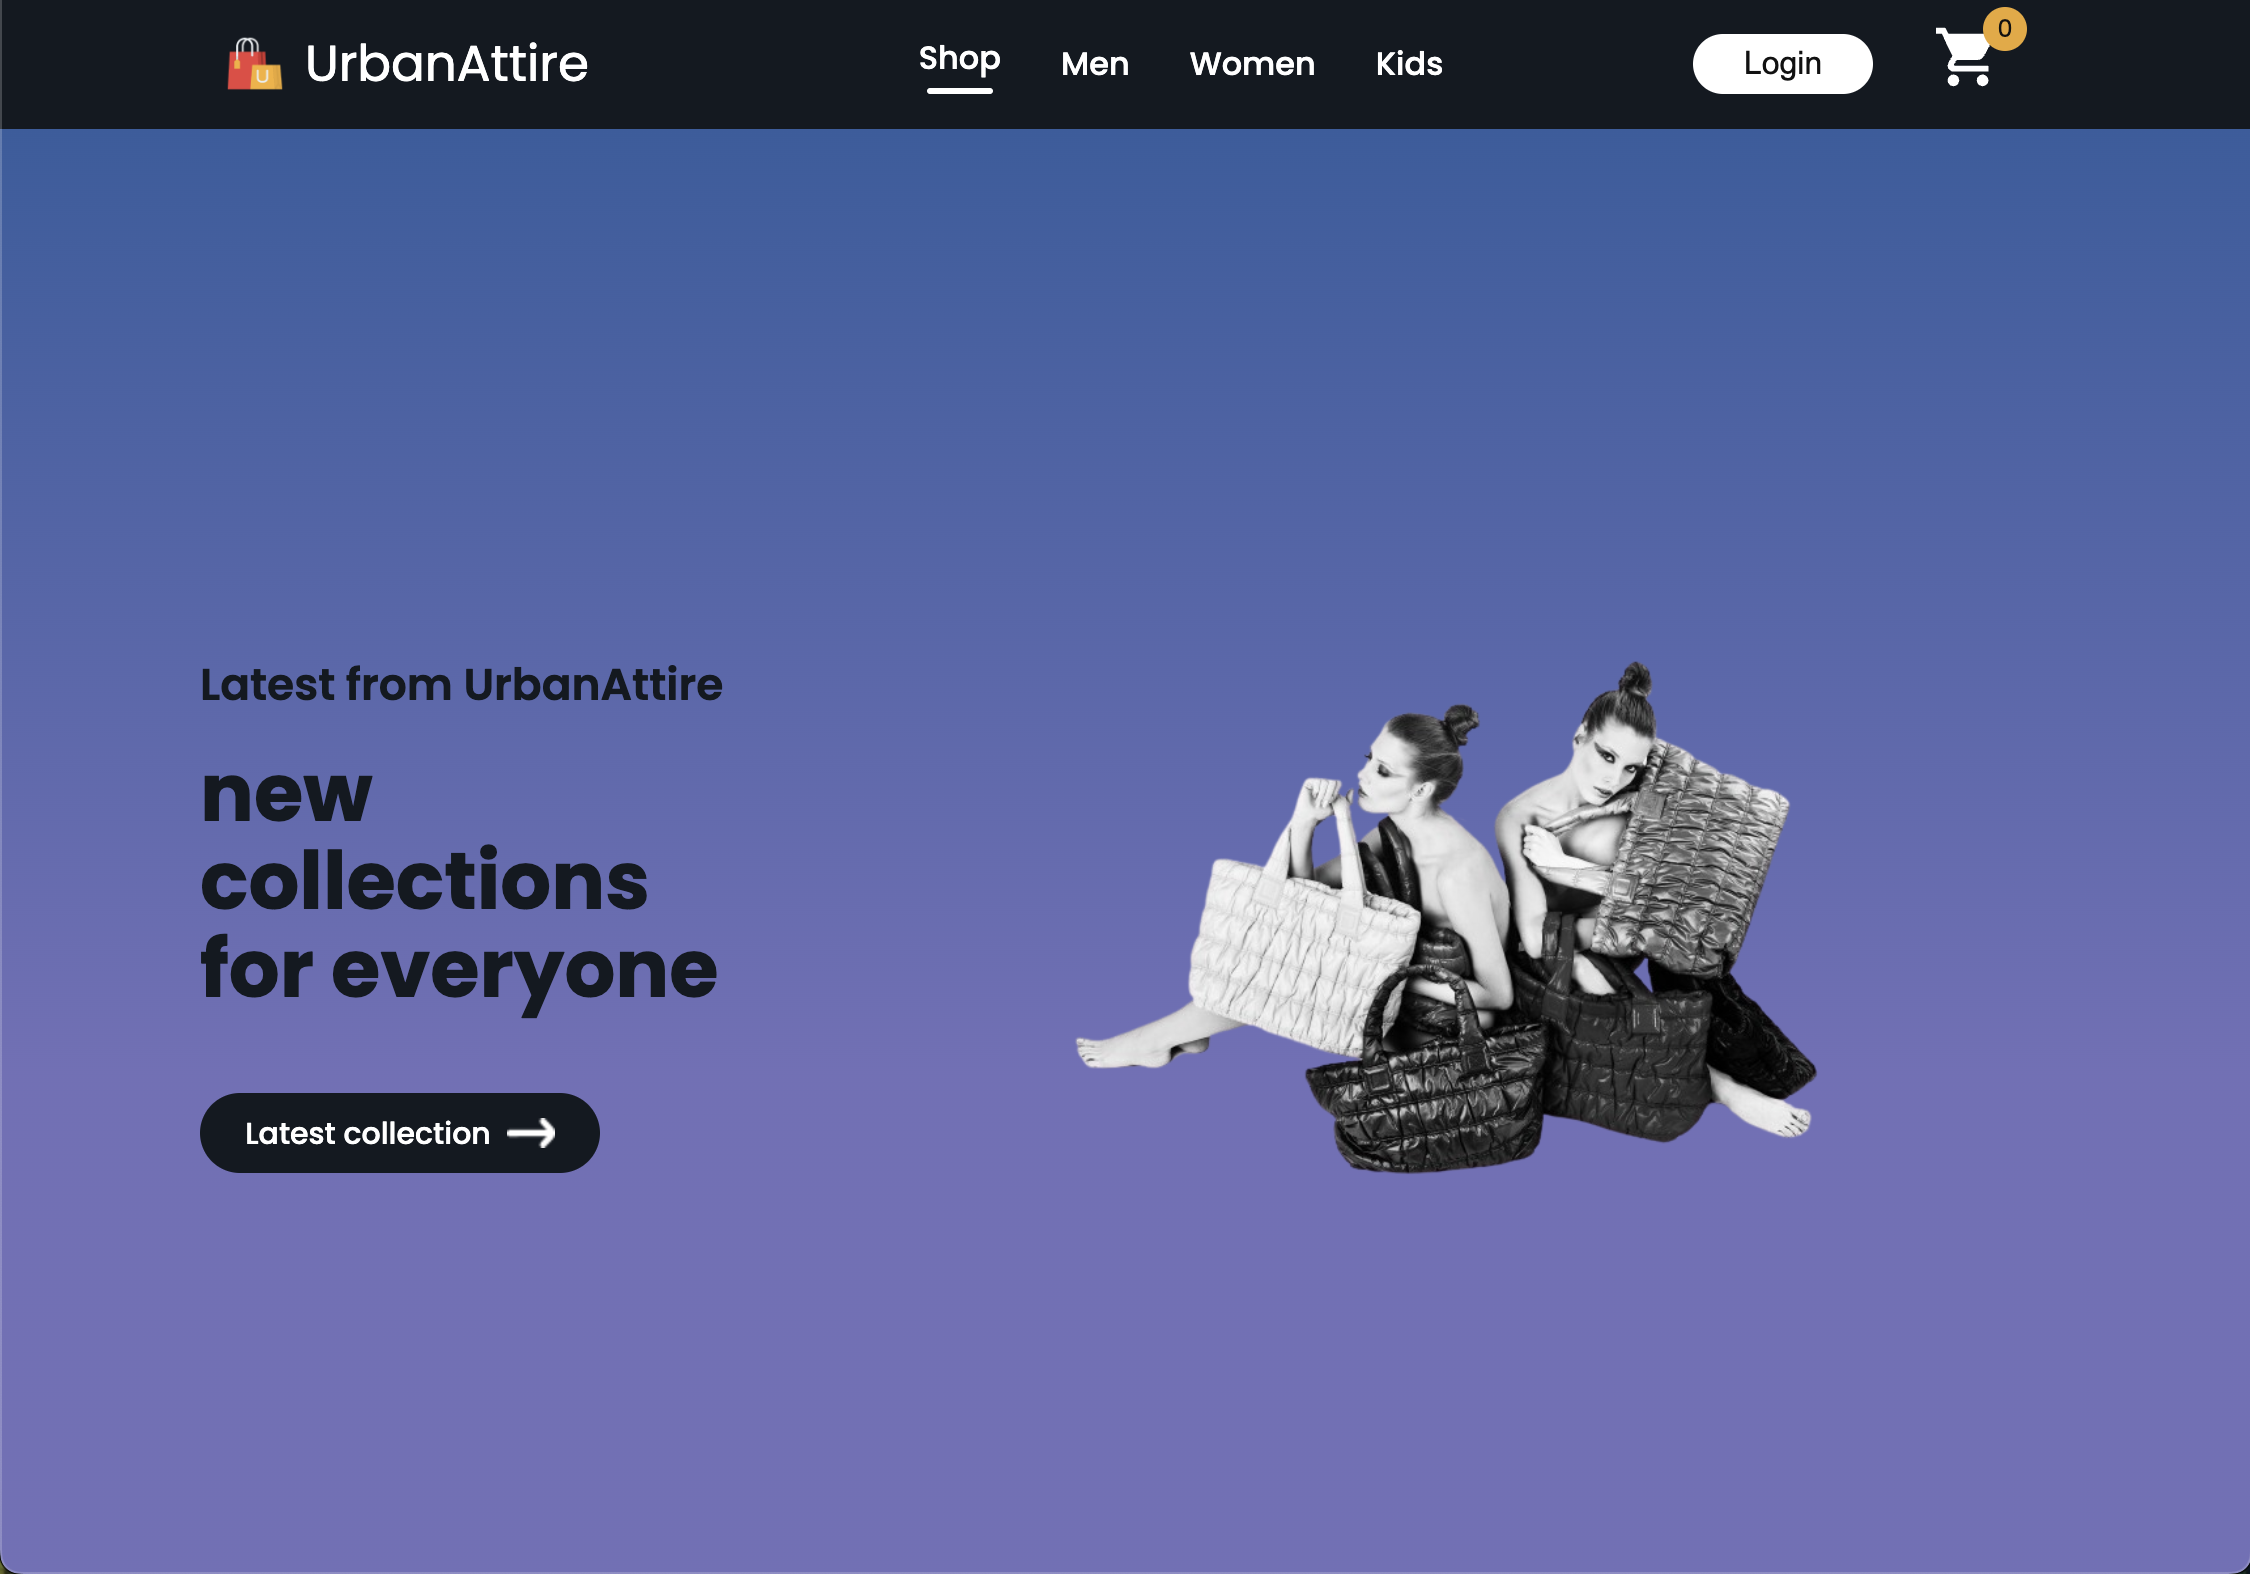 U
UrbanAttire
Shop
Men
Women
Kids
Login
0
Latest from UrbanAttire
new
collections
for everyone
Latest collection